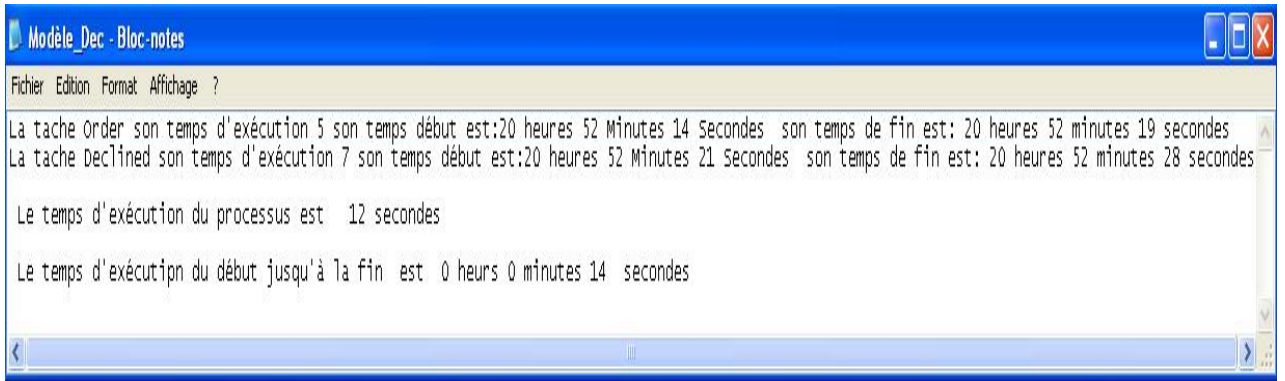 Modèle_Dec - Bloc-notes
Fichier Edition Format Affichage ?
La tache Order son temps d'exécution 5 son temps début est:20 heures 52 Minutes 14 Secondes son temps de fin est: 20 heures 52 minutes 19 secondes
La tache Declined son temps d'exécution 7 son temps début est:20 heures 52 Minutes 21 Secondes son temps de fin est: 20 heures 52 minutes 28 secondes
Le temps d'exécution du processus est 12 secondes
Le temps d'exécutipn du début jusqu'à la fin est 0 heurs 0 minutes 14 secondes